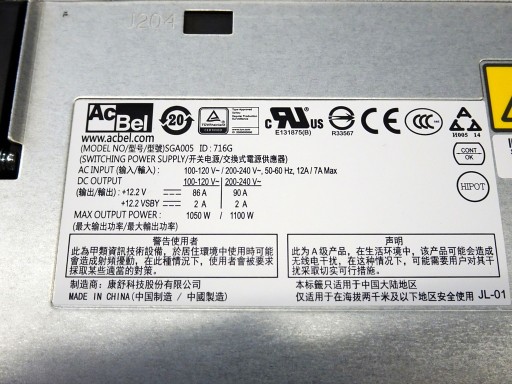 J204
AcBel
www.acbel.com
20
TÜVRheinland
CERTIFIED
c RU us
E131875(B)
R33567
CE
CCC
И005 14
(MODEL NO/型号/型號)SGA005 ID : 716G
(SWITCHING POWER SUPPLY/开关电源/交換式電源供應器)
AC INPUT (输入/輸入): 100-120 V~ / 200-240 V~, 50-60 Hz, 12A / 7A Max
DC OUTPUT 100-120 V~ 200-240 V~
(输出/輸出) : +12.2 V 86 A 90 A
+12.2 VSBY 2 A 2 A
MAX OUTPUT POWER : 1050 W / 1100 W
(最大输出功率/最大輸出功率)
CONT OK
HIPOT
警告使用者
此為甲類資訊技術設備，於居住環境中使用時可能
會造成射頻擾動，在此種情況下，使用者會被要求
採取某些適當的對策。
声明
此为A级产品，在生活环境中，该产品可能会造成
无线电干扰，在这种情况下，可能需要用户对其干
扰采取切实可行措施。
製造商：康舒科技股份有限公司
MADE IN CHINA(中国制造 / 中國製造)
本标籤只适用于中国大陆地区
仅适用于在海拔两千米及以下地区安全使用 JL-01